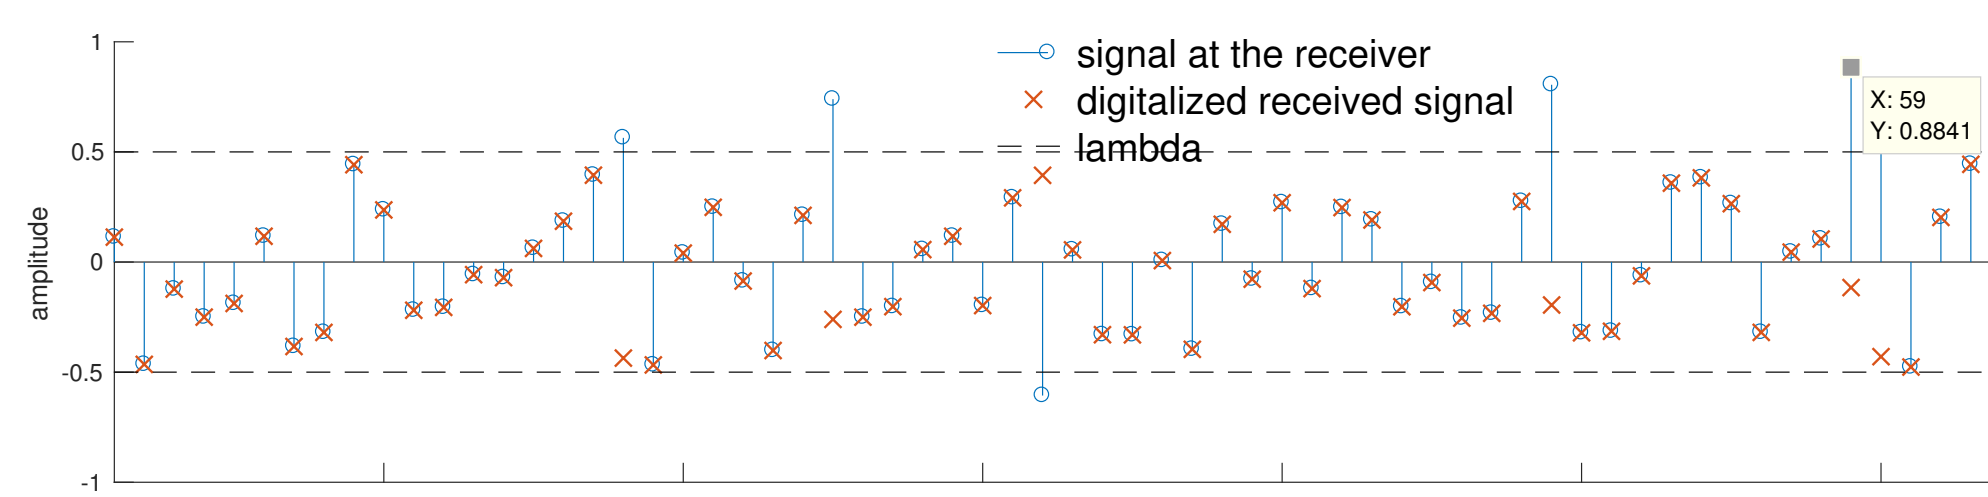 1
0.5
0
-0.5
-1
amplitude
signal at the receiver
digitalized received signal
lambda
X: 59
Y: 0.8841